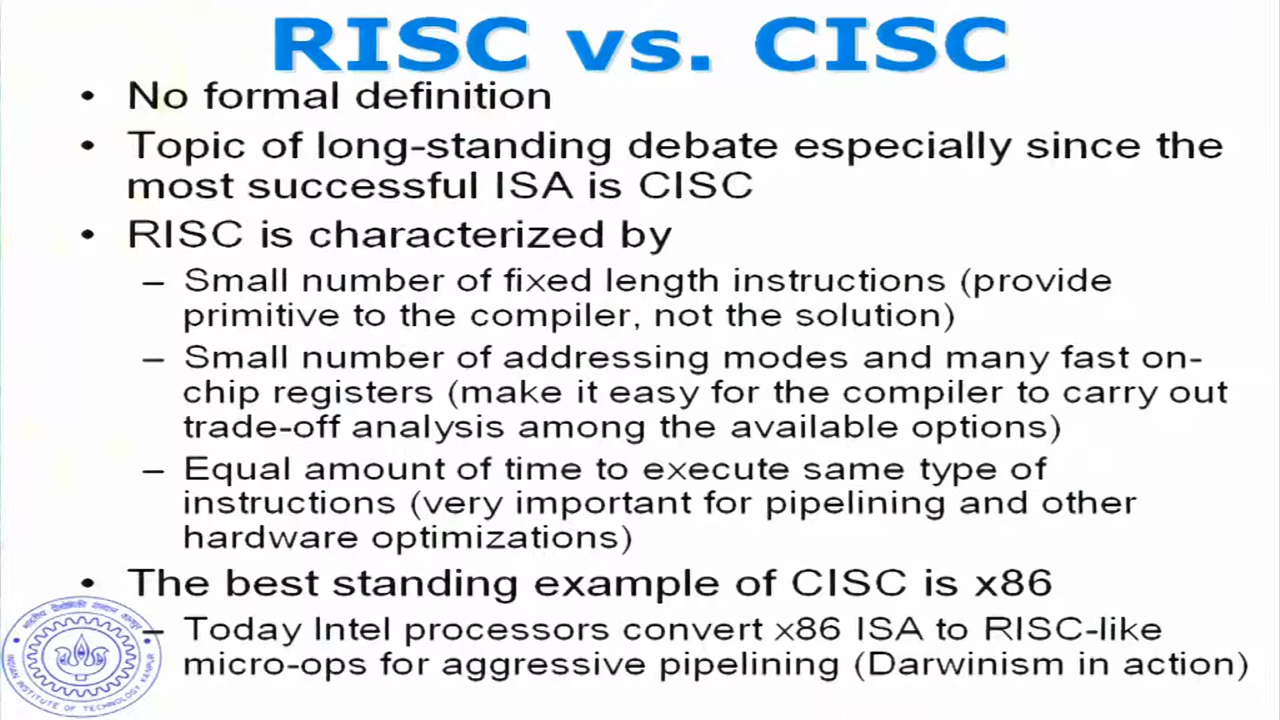 RISC vs. CISC
• No formal definition
• Topic of long-standing debate especially since the
most successful ISA is CISC
• RISC is characterized by
– Small number of fixed length instructions (provide
primitive to the compiler, not the solution)
– Small number of addressing modes and many fast on-
chip registers (make it easy for the compiler to carry out
trade-off analysis among the available options)
– Equal amount of time to execute same type of
instructions (very important for pipelining and other
hardware optimizations)
• The best standing example of CISC is x86
– Today Intel processors convert x86 ISA to RISC-like
micro-ops for aggressive pipelining (Darwinism in action)
INDIAN INSTITUTE OF TECHNOLOGY KANPUR